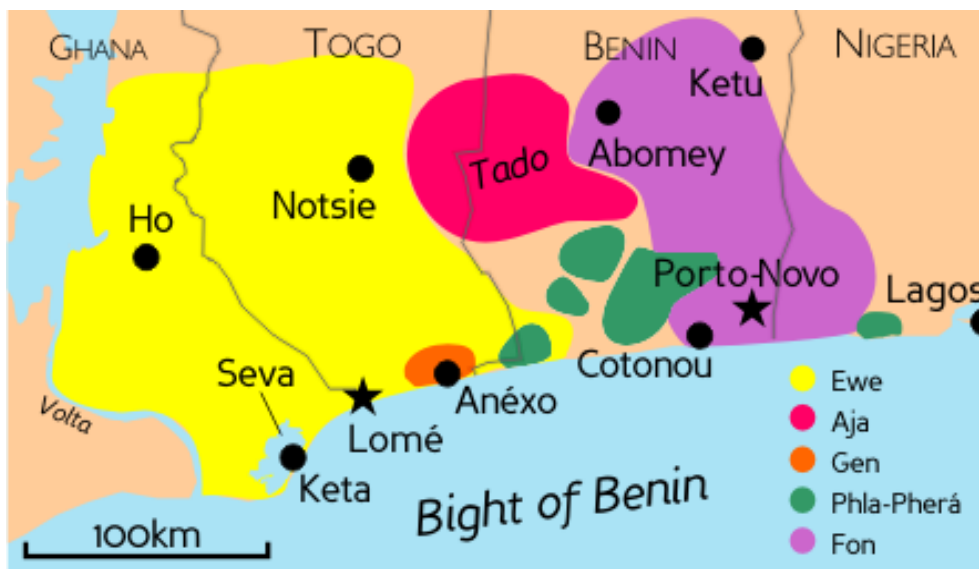 GHANA
TOGO
BENIN
NIGERIA
Ketu
Abomey
Tado
Notsie
Ho
Porto-Novo
Lagos
Cotonou
Seva
Anéxo
Volta
Lomé
Keta
Bight of Benin
100km
Ewe
Aja
Gen
Phla-Pherá
Fon